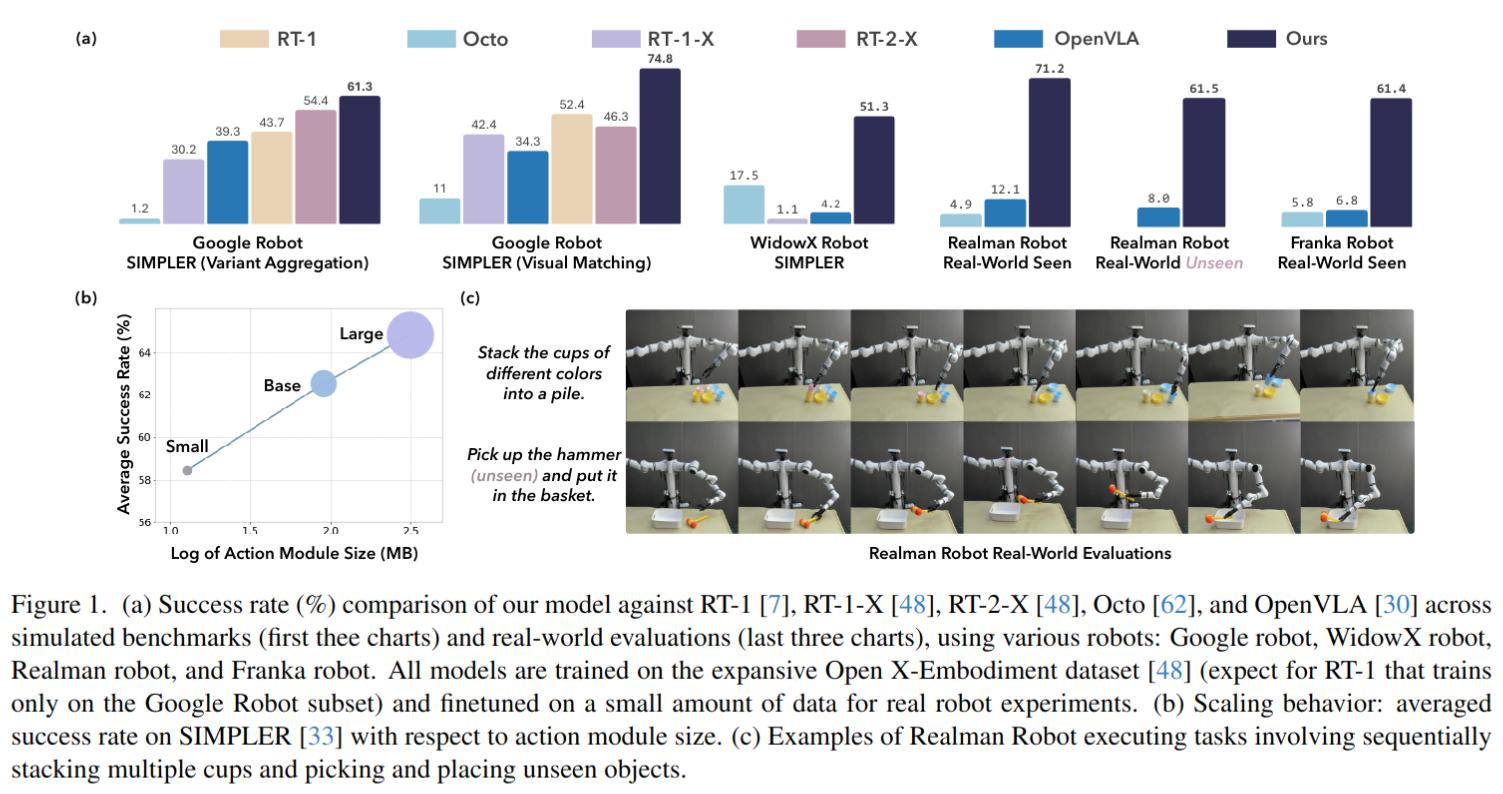 (a)
RT-1 Octo RT-1-X RT-2-X OpenVLA Ours
1.2 30.2 39.3 43.7 54.4 61.3
Google Robot
SIMPLER (Variant Aggregation)
11 42.4 34.3 52.4 46.3 74.8
Google Robot
SIMPLER (Visual Matching)
17.5 1.1 4.2 51.3
WidowX Robot
SIMPLER
4.9 12.1 71.2
Realman Robot
Real-World Seen
8.0 61.5
Realman Robot
Real-World Unseen
5.8 6.8 61.4
Franka Robot
Real-World Seen
(b)
Average Success Rate (%)
64
62
60
58
56
Large
Base
Small
1.0 1.5 2.0 2.5
Log of Action Module Size (MB)
(c)
Stack the cups of
different colors
into a pile.
Pick up the hammer
(unseen) and put it
in the basket.
Realman Robot Real-World Evaluations
Figure 1. (a) Success rate (%) comparison of our model against RT-1 [7], RT-1-X [48], RT-2-X [48], Octo [62], and OpenVLA [30] across
simulated benchmarks (first thee charts) and real-world evaluations (last three charts), using various robots: Google robot, WidowX robot,
Realman robot, and Franka robot. All models are trained on the expansive Open X-Embodiment dataset [48] (expect for RT-1 that trains
only on the Google Robot subset) and finetuned on a small amount of data for real robot experiments. (b) Scaling behavior: averaged
success rate on SIMPLER [33] with respect to action module size. (c) Examples of Realman Robot executing tasks involving sequentially
stacking multiple cups and picking and placing unseen objects.